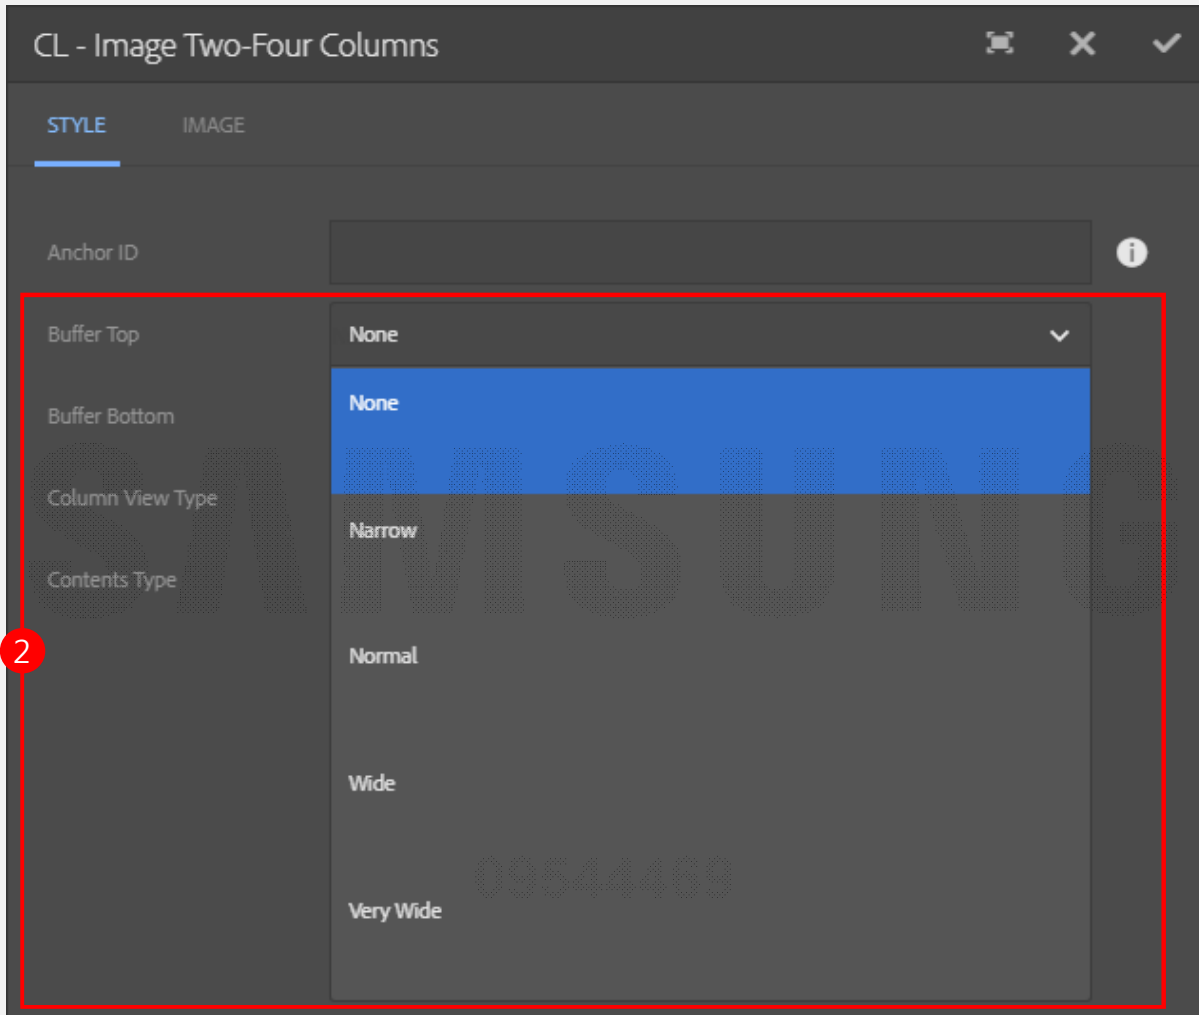 CL - Image Two-Four Columns
STYLE IMAGE
Anchor ID
Buffer Top None
None
Buffer Bottom
Column View Type
Narrow
Contents Type
2
Normal
Wide
Very Wide
SAMSUNG
09544469